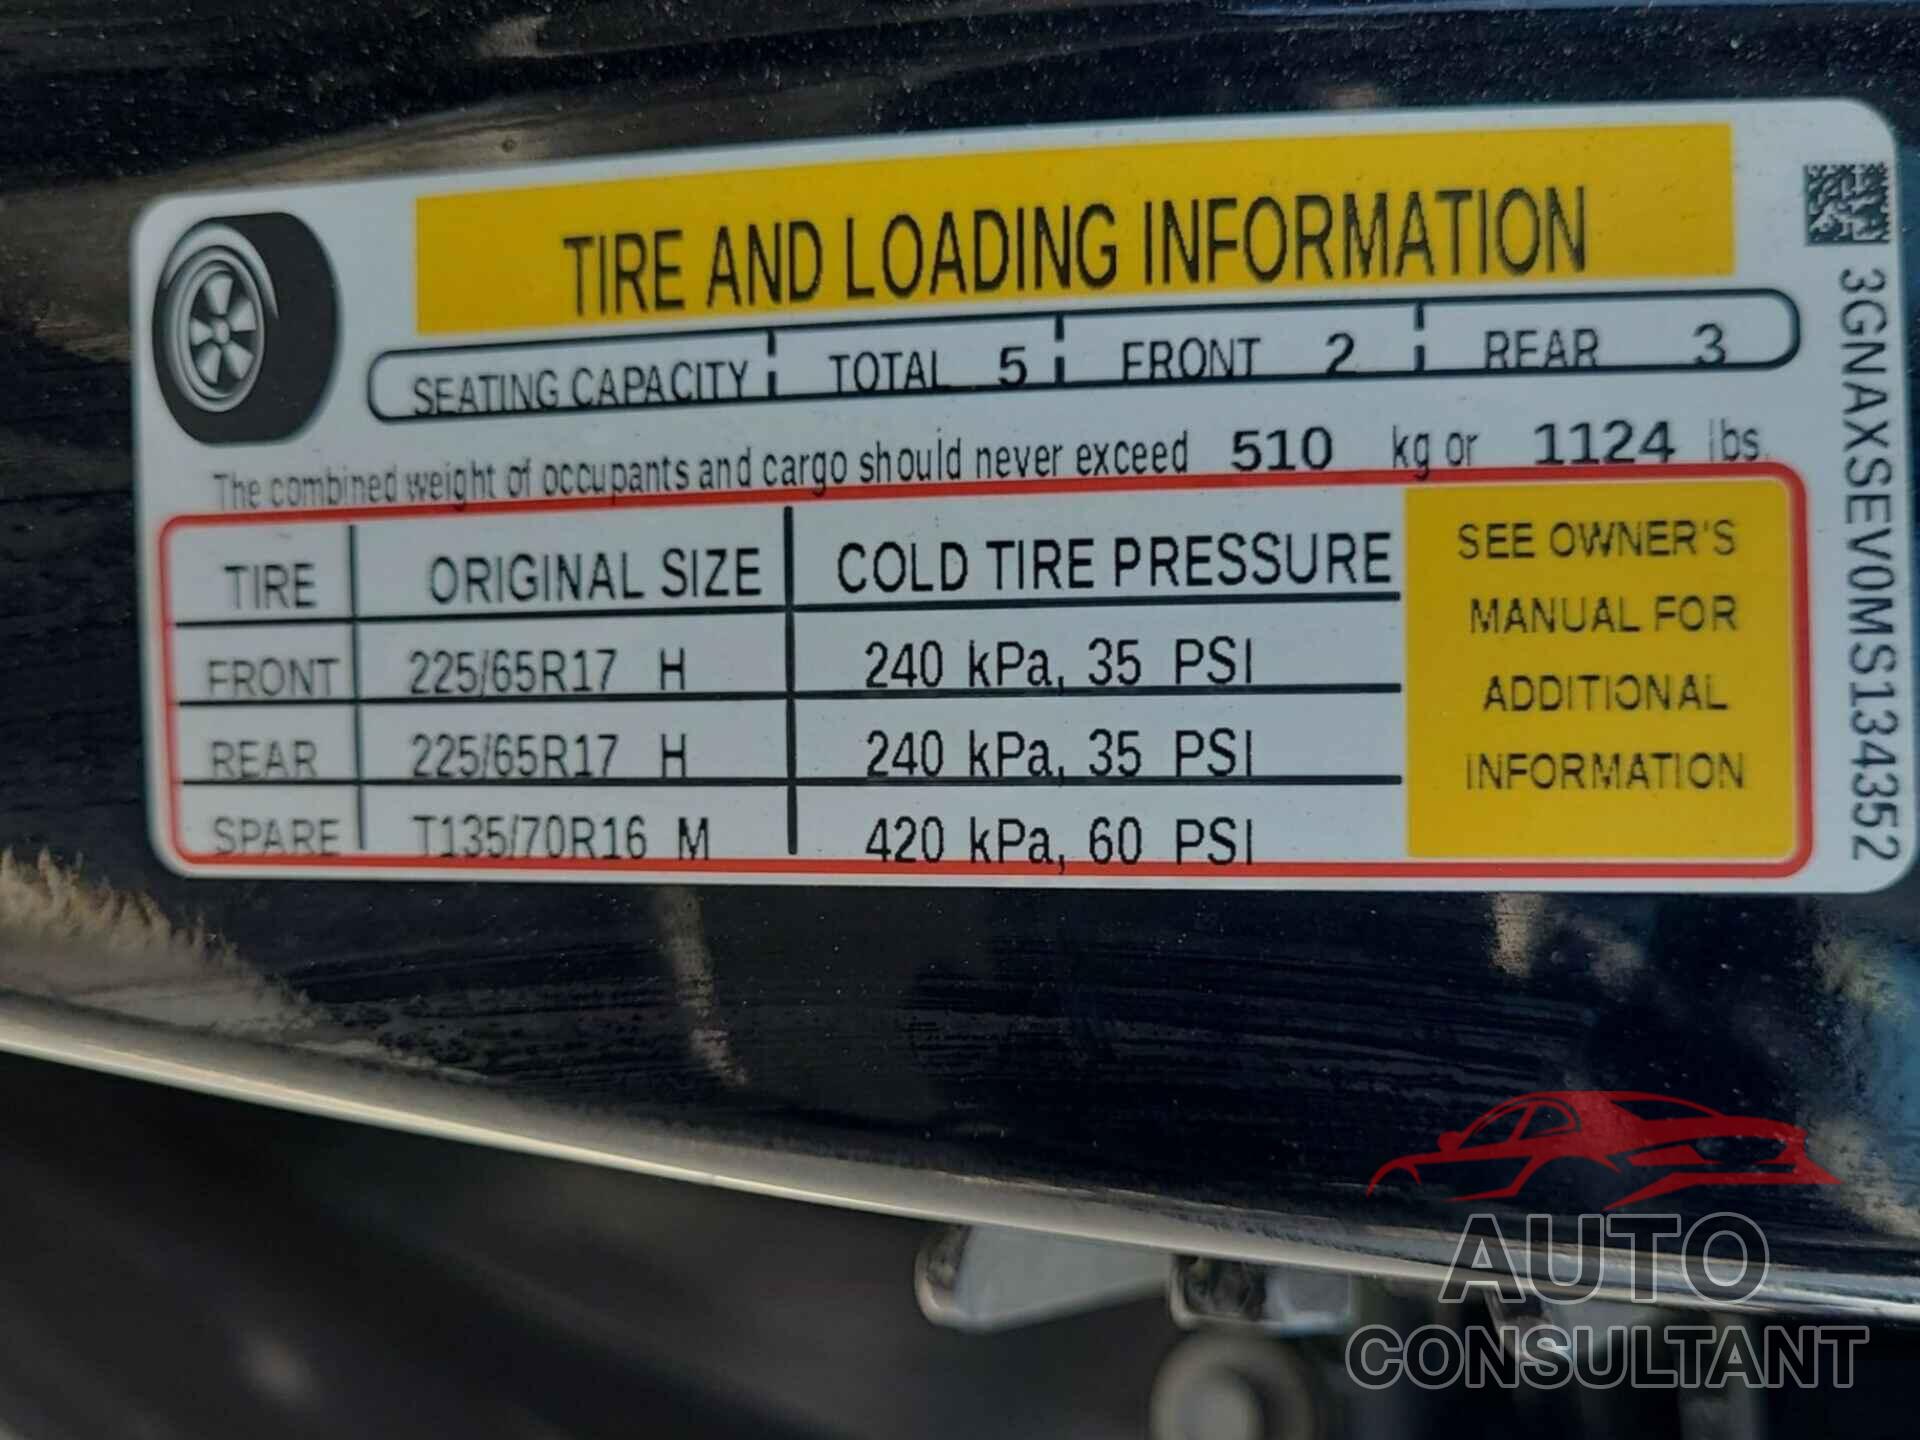 TIRE AND LOADING INFORMATION
SEATING CAPACITY TOTAL 5 FRONT 2 REAR 3
The combined weight of occupants and cargo should never exceed 510 kg or 1124 lbs.
TIRE ORIGINAL SIZE COLD TIRE PRESSURE
FRONT 225/65R17 H 240 kPa, 35 PSI
REAR 225/65R17 H 240 kPa, 35 PSI
SPARE T135/70R16 M 420 kPa, 60 PSI
SEE OWNER'S
MANUAL FOR
ADDITIONAL
INFORMATION
3GNAXSEV0MS134352
AUTO
CONSULTANT